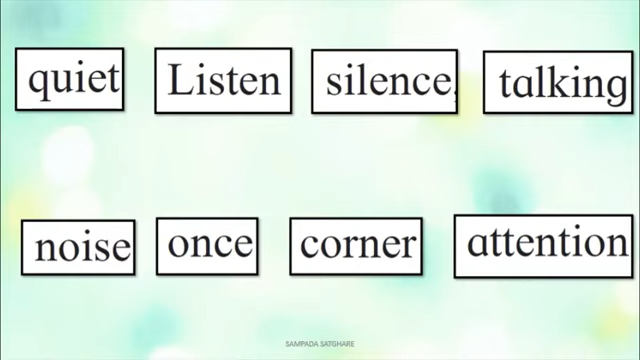 quiet Listen silence, talking
noise once corner attention
SAMPADA SATGHARE